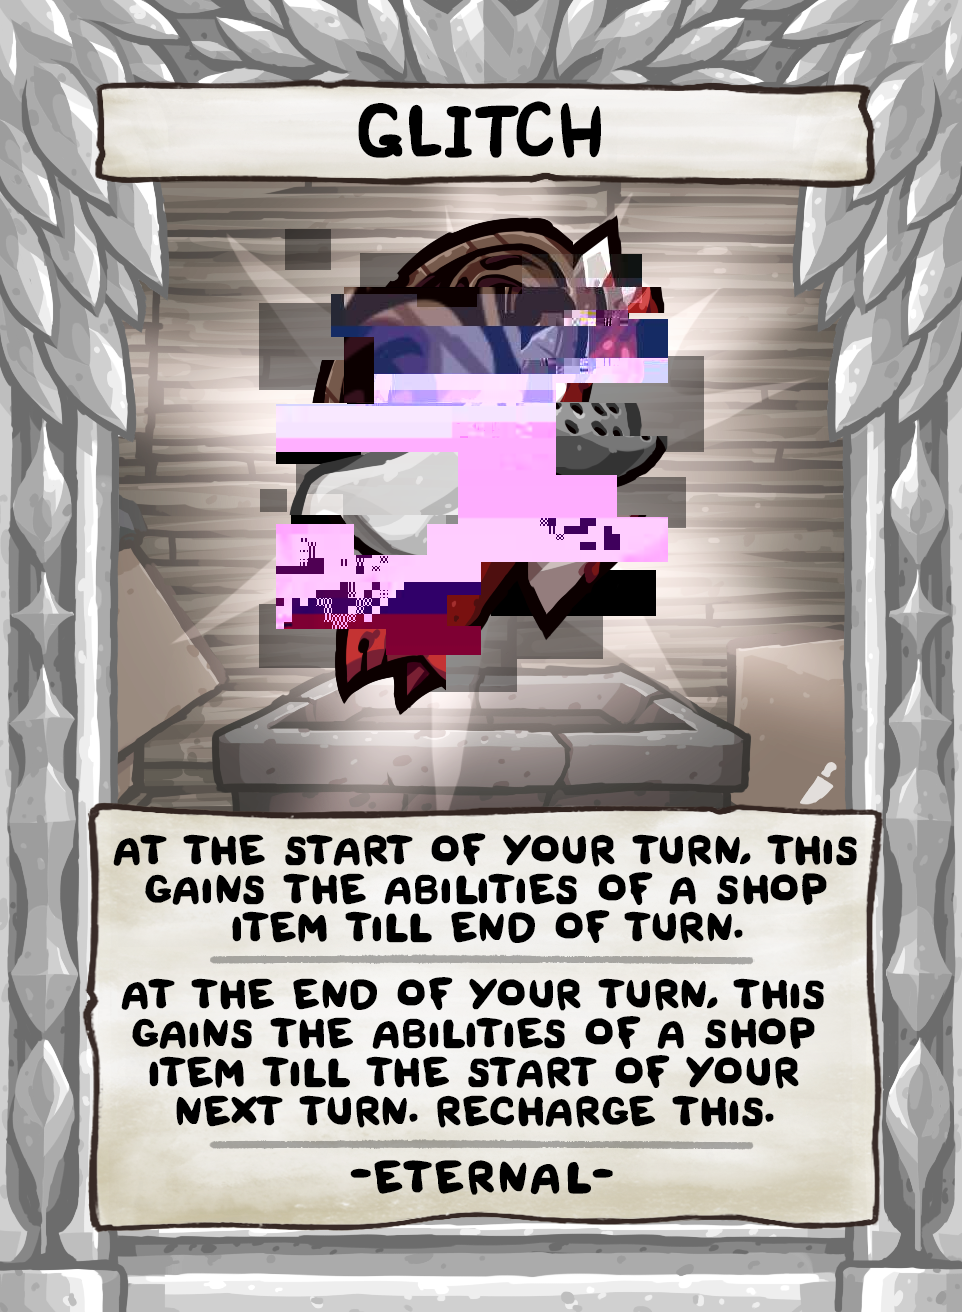 GLITCH
AT THE START OF YOUR TURN, THIS
GAINS THE ABILITIES OF A SHOP
ITEM TILL END OF TURN.
AT THE END OF YOUR TURN, THIS
GAINS THE ABILITIES OF A SHOP
ITEM TILL THE START OF YOUR
NEXT TURN. RECHARGE THIS.
-ETERNAL-